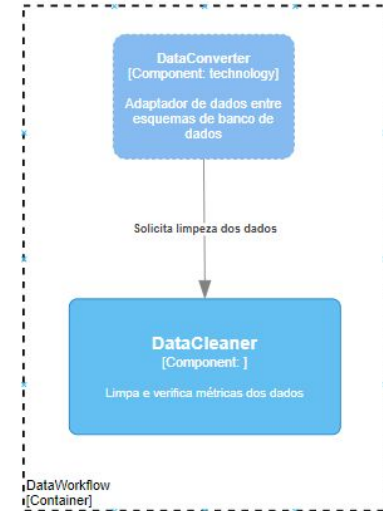 DataConverter
[Component: technology]
Adaptador de dados entre
esquemas de banco de
dados
Solicita limpeza dos dados
DataCleaner
[Component: ]
Limpa e verifica métricas dos dados
DataWorkflow
[Container]